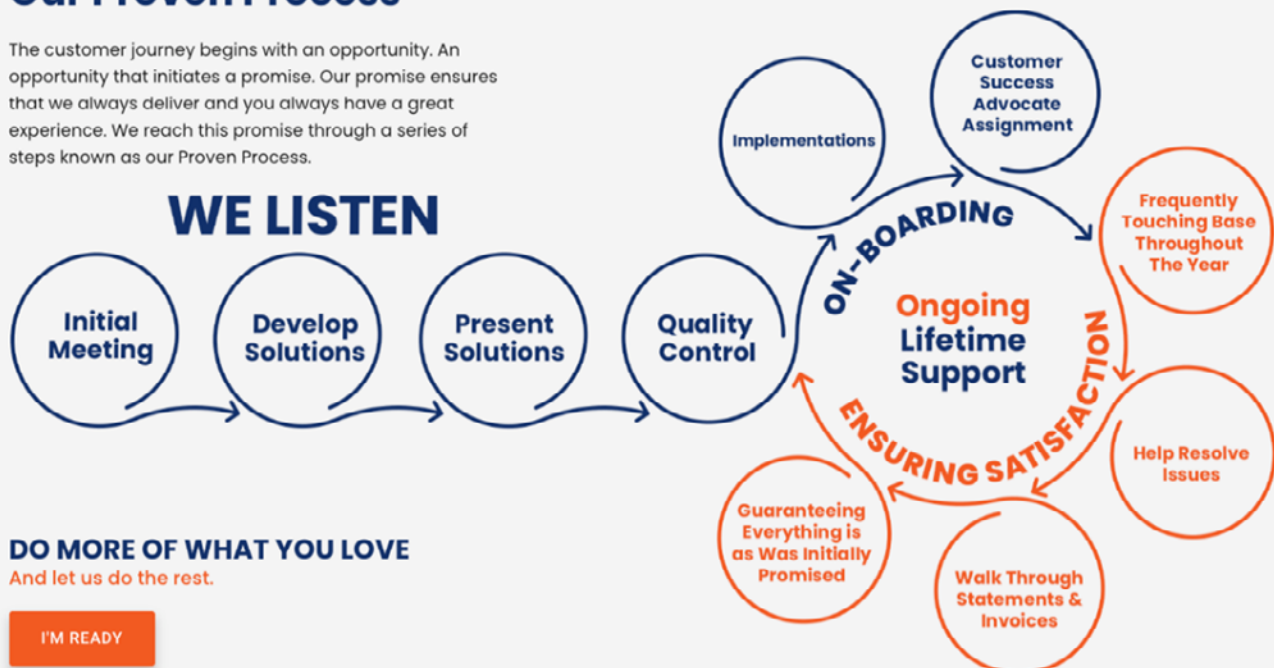 Our Proven Process
The customer journey begins with an opportunity. An
opportunity that initiates a promise. Our promise ensures
that we always deliver and you always have a great
experience. We reach this promise through a series of
steps known as our Proven Process.
WE LISTEN
Initial
Meeting
Develop
Solutions
Present
Solutions
Quality
Control
Implementations
Customer
Success
Advocate
Assignment
ON-BOARDING
Frequently
Touching Base
Throughout
The Year
Ongoing
Lifetime
Support
ENSURING SATISFACTION
Help Resolve
Issues
Walk Through
Statements &
Invoices
Guaranteeing
Everything is
as Was Initially
Promised
DO MORE OF WHAT YOU LOVE
And let us do the rest.
I'M READY